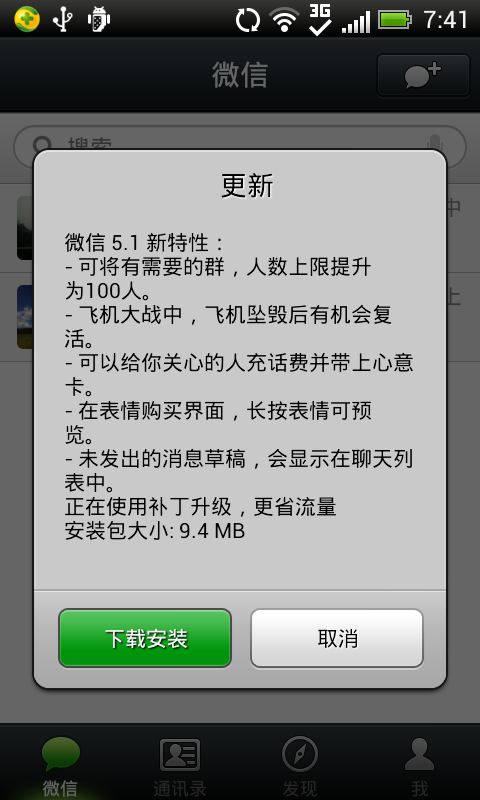 3G
7:41
微信
搜索
中
上
更新
微信 5.1 新特性：
- 可将有需要的群，人数上限提升
为100人。
- 飞机大战中，飞机坠毁后有机会复
活。
- 可以给你关心的人充话费并带上心意
卡。
- 在表情购买界面，长按表情可预
览。
- 未发出的消息草稿，会显示在聊天列
表中。
正在使用补丁升级，更省流量
安装包大小: 9.4 MB
下载安装
取消
微信
通讯录
发现
我